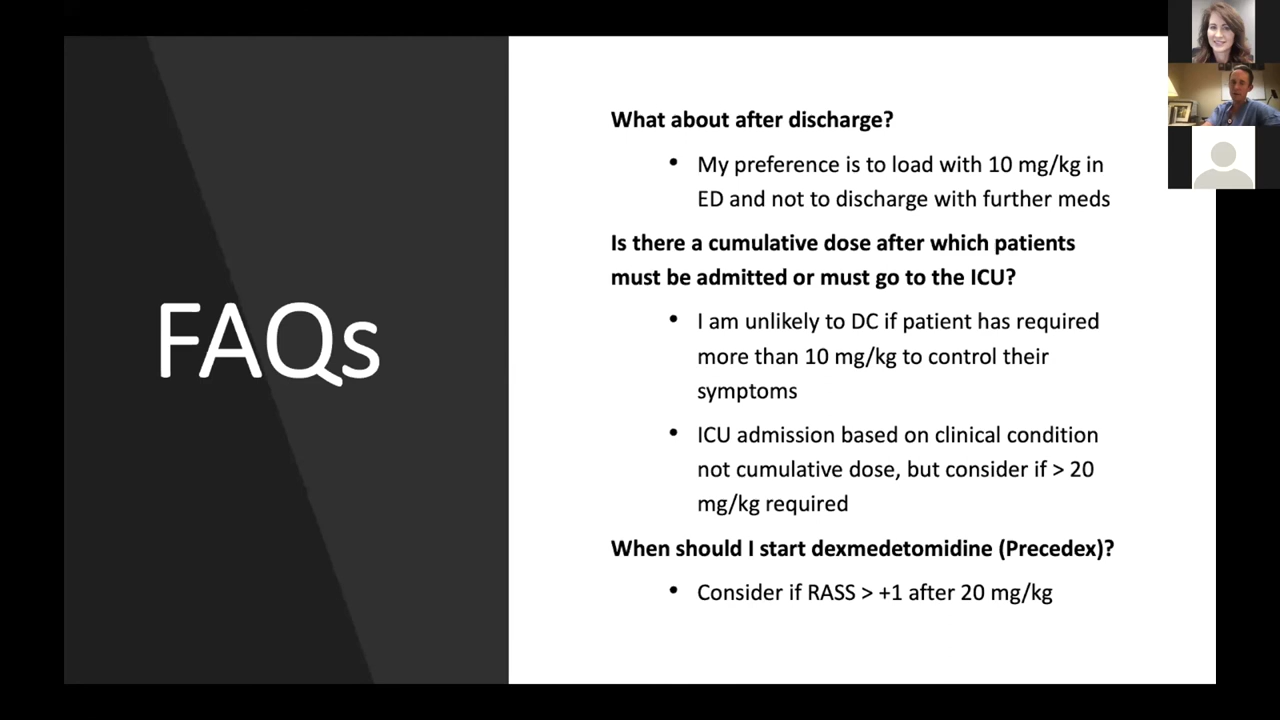 FAQs
What about after discharge?
• My preference is to load with 10 mg/kg in
ED and not to discharge with further meds
Is there a cumulative dose after which patients
must be admitted or must go to the ICU?
• I am unlikely to DC if patient has required
more than 10 mg/kg to control their
symptoms
• ICU admission based on clinical condition
not cumulative dose, but consider if > 20
mg/kg required
When should I start dexmedetomidine (Precedex)?
• Consider if RASS > +1 after 20 mg/kg